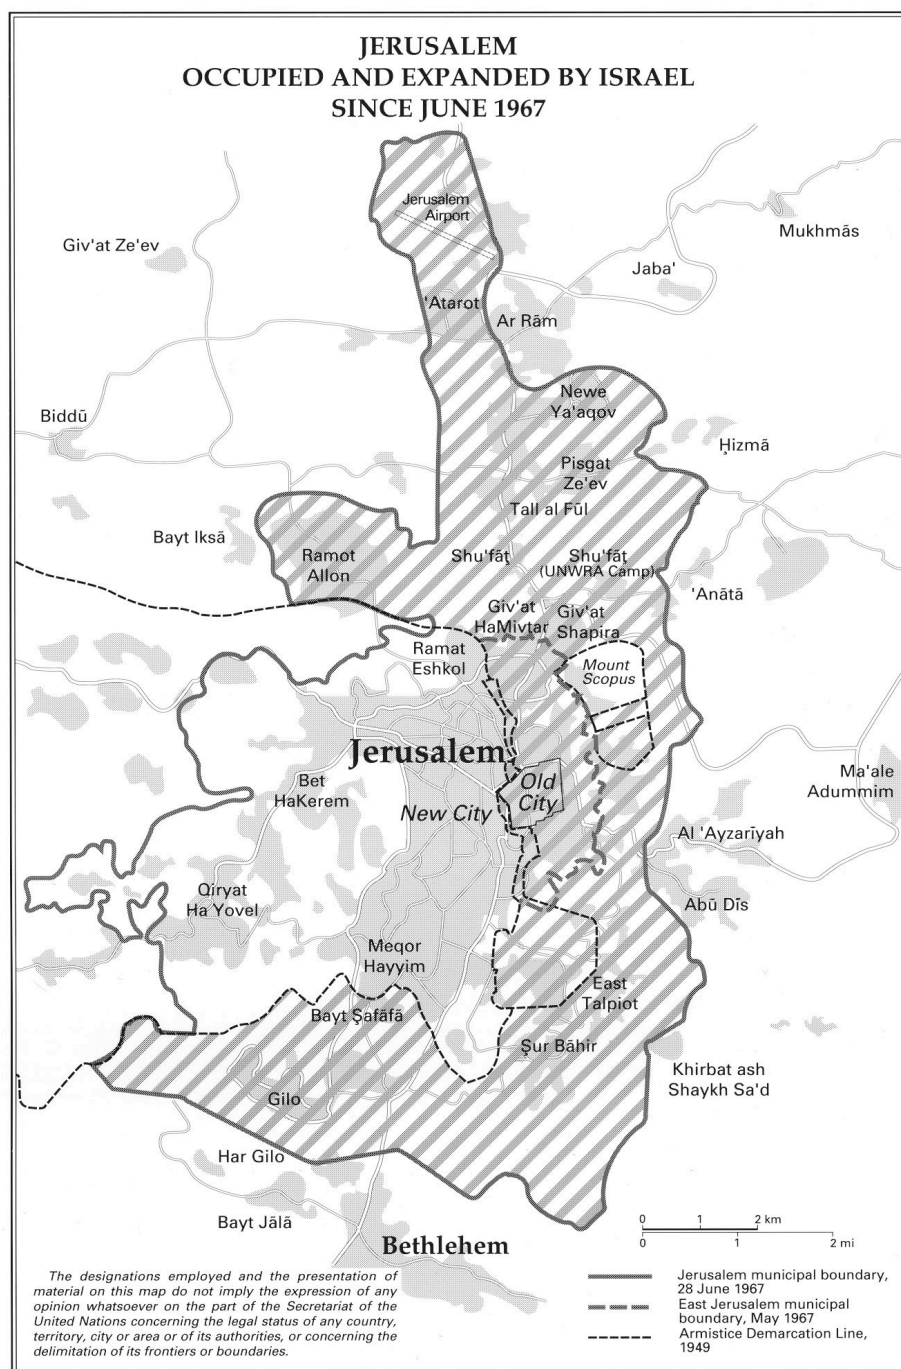 JERUSALEM
OCCUPIED AND EXPANDED BY ISRAEL
SINCE JUNE 1967
Jerusalem
Airport
Giv'at Ze'ev
Mukhmās
Jaba'
'Atarot
Ar Rām
Newe
Ya'aqov
Biddū
Ḩizmā
Pisgat
Ze'ev
Tall al Fūl
Bayt Iksā
Ramot
Allon
Shu'fāţ
Shu'fāţ
(UNWRA Camp)
'Anātā
Giv'at
HaMivtar
Giv'at
Shapira
Ramat
Eshkol
Mount
Scopus
Jerusalem
Bet
HaKerem
New City
Old
City
Ma'ale
Adummim
Al 'Ayzarīyah
Qiryat
Ha Yovel
Abū Dīs
Meqor
Hayyim
East
Talpiot
Bayt Şafāfā
Şur Bāhir
Khirbat ash
Shaykh Sa'd
Gilo
Har Gilo
Bayt Jālā
Bethlehem
0 1 2 km
0 1 2 mi
The designations employed and the presentation of
material on this map do not imply the expression of any
opinion whatsoever on the part of the Secretariat of the
United Nations concerning the legal status of any country,
territory, city or area or of its authorities, or concerning the
delimitation of its frontiers or boundaries.
Jerusalem municipal boundary,
28 June 1967
East Jerusalem municipal
boundary, May 1967
Armistice Demarcation Line,
1949